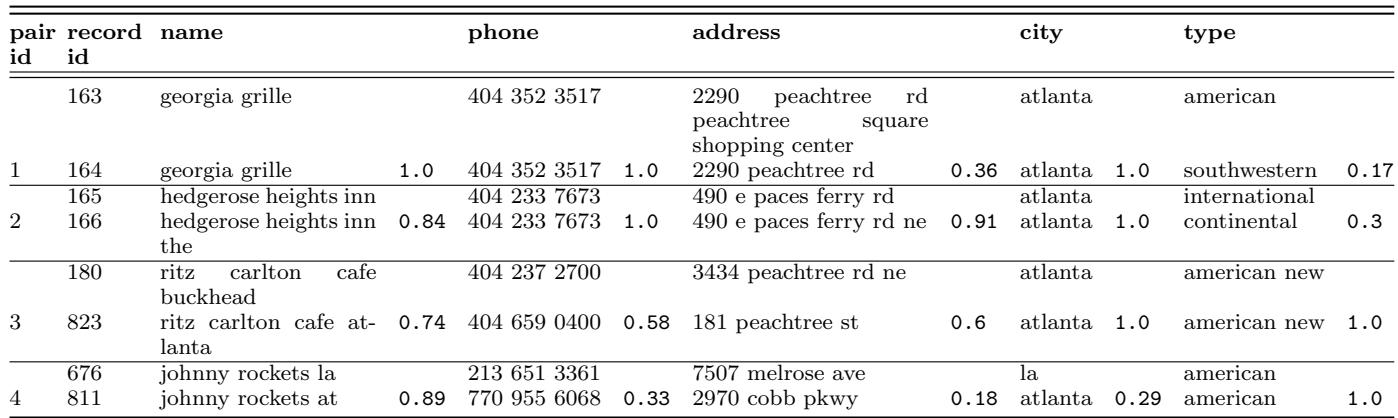 pair record name phone address city type
id id
163 georgia grille 404 352 3517 2290 peachtree rd atlanta american
peachtree square
shopping center
1 164 georgia grille 1.0 404 352 3517 1.0 2290 peachtree rd 0.36 atlanta 1.0 southwestern 0.17
165 hedgerose heights inn 404 233 7673 490 e paces ferry rd atlanta international
2 166 hedgerose heights inn 0.84 404 233 7673 1.0 490 e paces ferry rd ne 0.91 atlanta 1.0 continental 0.3
the
180 ritz carlton cafe 404 237 2700 3434 peachtree rd ne atlanta american new
buckhead
3 823 ritz carlton cafe at- 0.74 404 659 0400 0.58 181 peachtree st 0.6 atlanta 1.0 american new 1.0
lanta
676 johnny rockets la 213 651 3361 7507 melrose ave la american
4 811 johnny rockets at 0.89 770 955 6068 0.33 2970 cobb pkwy 0.18 atlanta 0.29 american 1.0